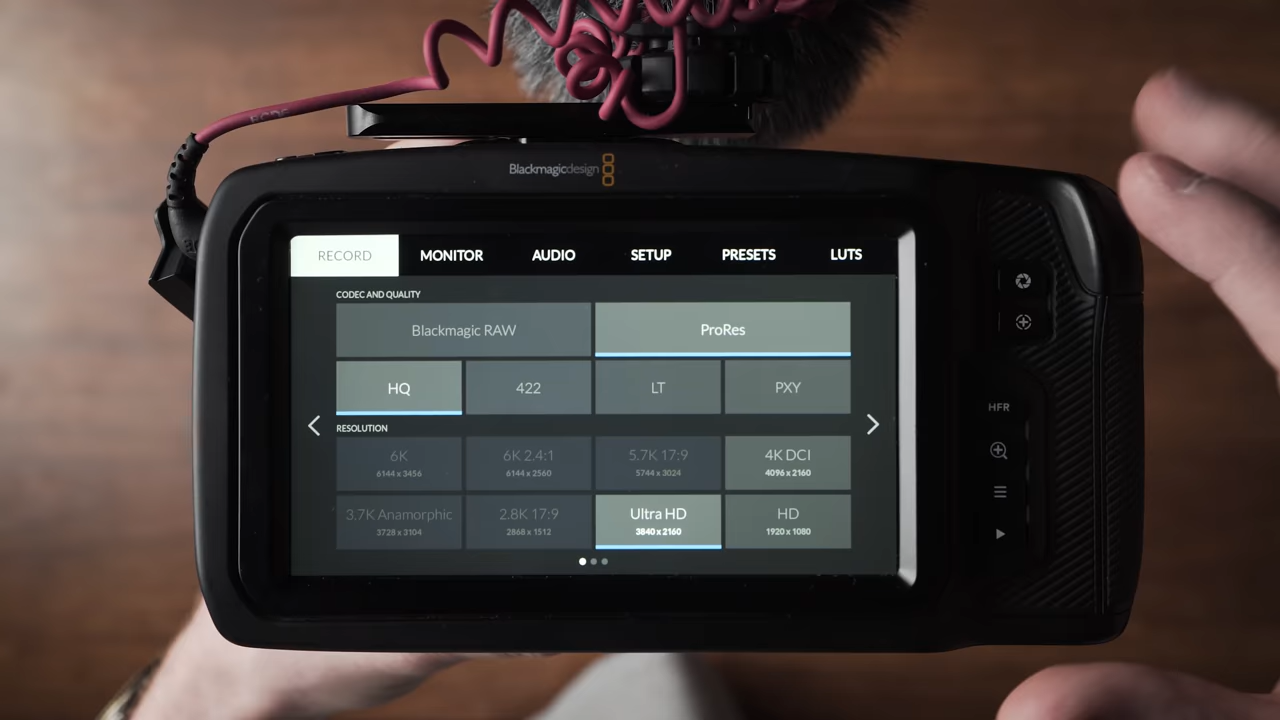 Blackmagicdesign
RECORD MONITOR AUDIO SETUP PRESETS LUTS
CODEC AND QUALITY
Blackmagic RAW ProRes
HQ 422 LT PXY
RESOLUTION
6K 6K 2.4:1 5.7K 17:9 4K DCI
6144 x 3456 6144 x 2560 5744 x 3024 4096 x 2160
3.7K Anamorphic 2.8K 17:9 Ultra HD HD
3728 x 3104 2868 x 1512 3840 x 2160 1920 x 1080
HFR